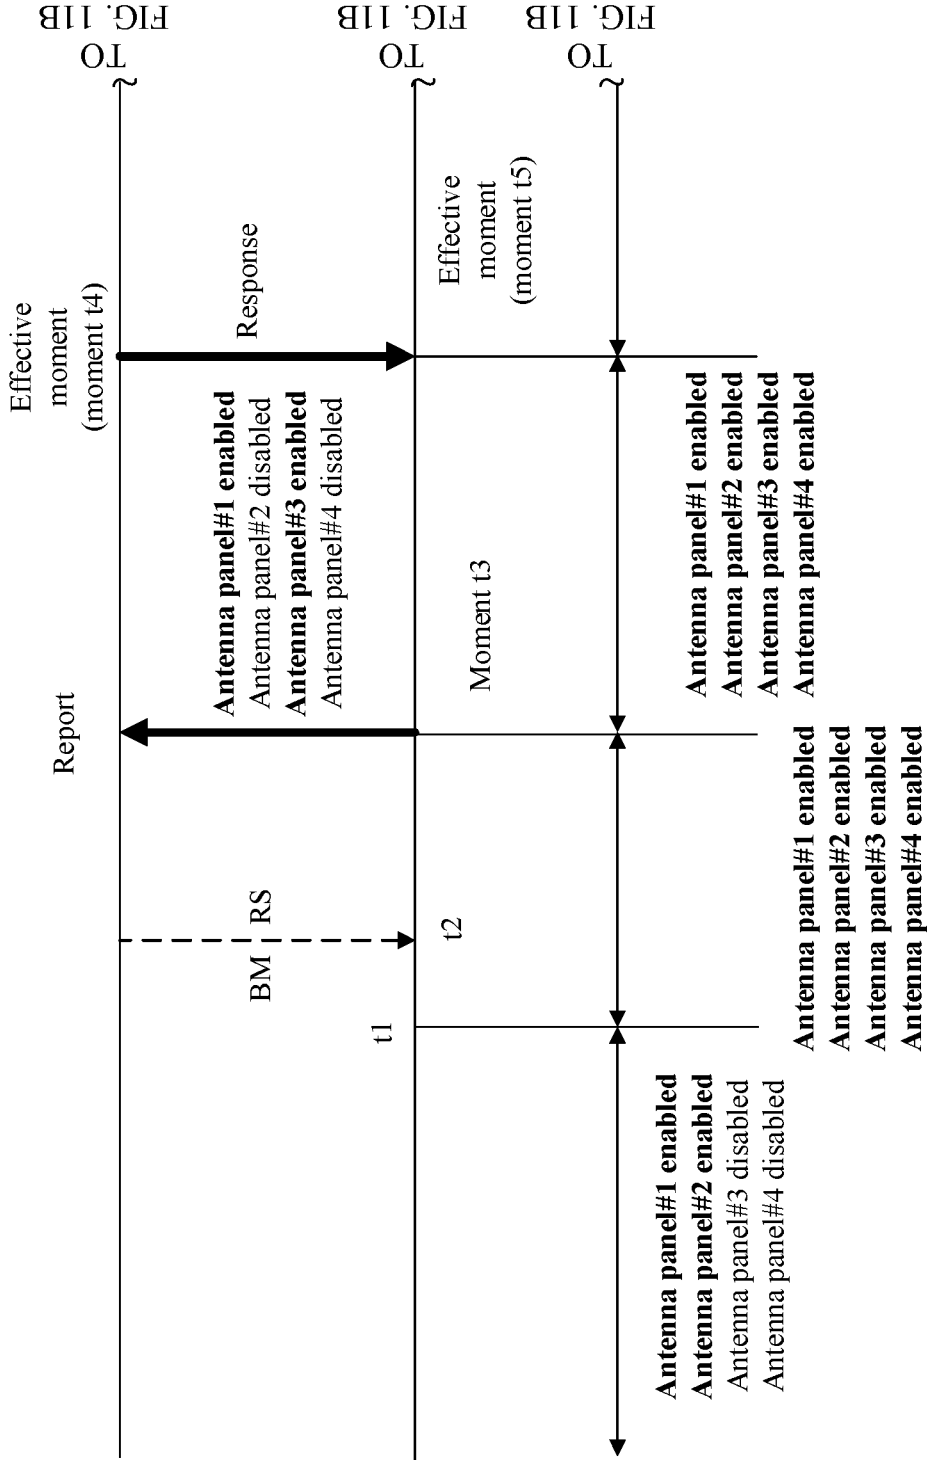 Effective
moment
(moment t4)
Report
Response
Antenna panel#1 enabled
Antenna panel#2 disabled
Antenna panel#3 enabled
Antenna panel#4 disabled
BM RS
t1
t2
Moment t3
Effective
moment
(moment t5)
Antenna panel#1 enabled
Antenna panel#2 enabled
Antenna panel#3 disabled
Antenna panel#4 disabled
Antenna panel#1 enabled
Antenna panel#2 enabled
Antenna panel#3 enabled
Antenna panel#4 enabled
Antenna panel#1 enabled
Antenna panel#2 enabled
Antenna panel#3 enabled
Antenna panel#4 enabled
TO
FIG. 11B
TO
FIG. 11B
TO
FIG. 11B